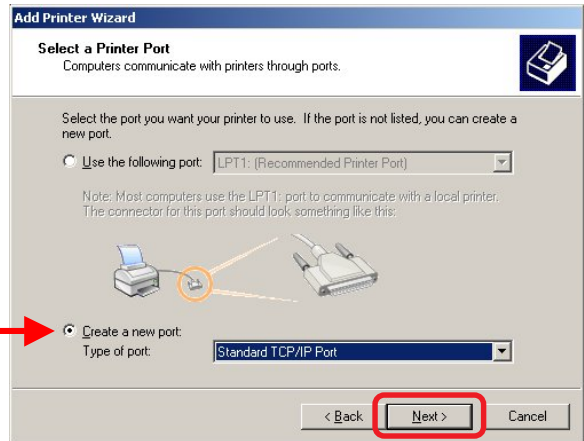 Add Printer Wizard
Select a Printer Port
Computers communicate with printers through ports.
Select the port you want your printer to use. If the port is not listed, you can create a
new port.
Use the following port: LPT1: (Recommended Printer Port)
Note: Most computers use the LPT1: port to communicate with a local printer.
The connector for this port should look something like this:
Create a new port:
Type of port: Standard TCP/IP Port
< Back Next > Cancel